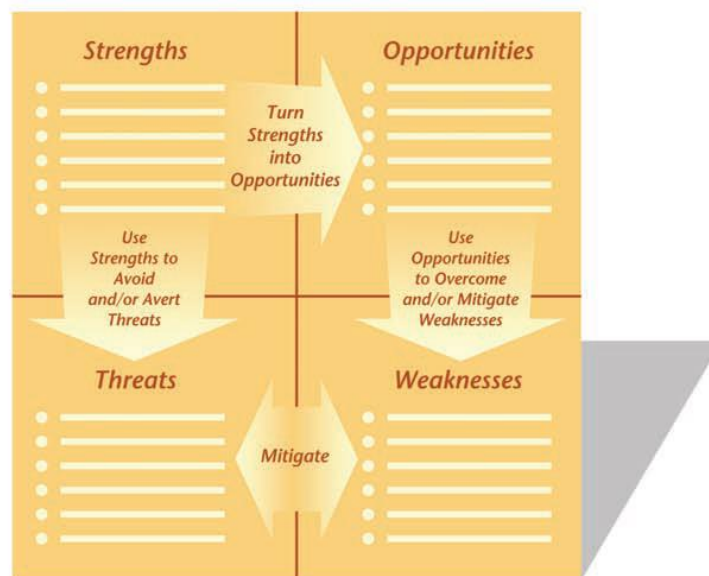 Strengths
Opportunities
Turn
Strengths
into
Opportunities
Use
Strengths to
Avoid
and/or Avert
Threats
Use
Opportunities
to Overcome
and/or Mitigate
Weaknesses
Threats
Weaknesses
Mitigate